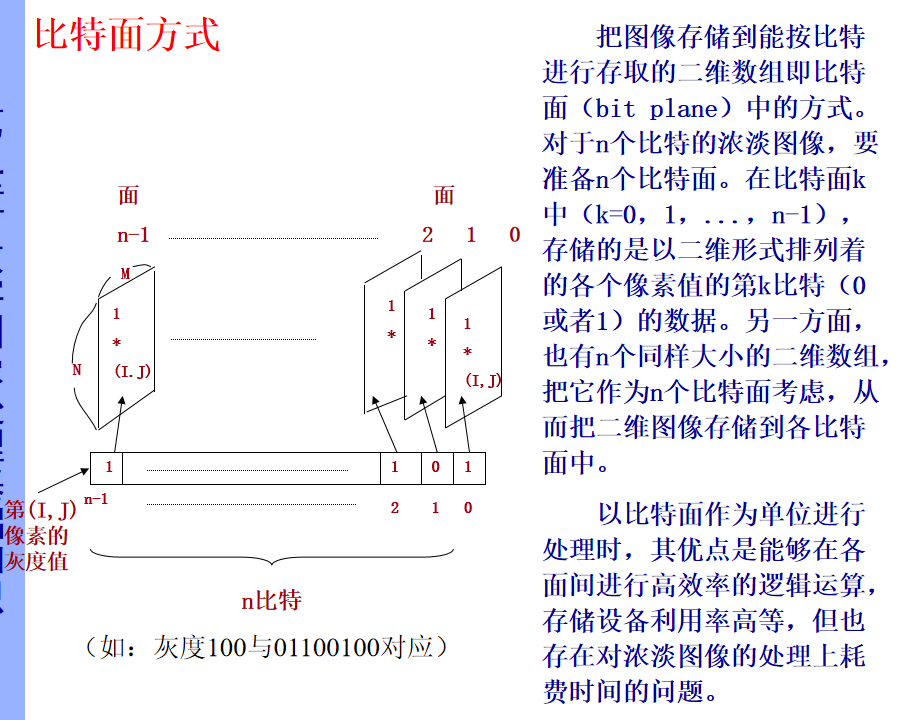 比特面方式
面
面
n-1
2 1 0
M
N
1
*
(I.J)
1
*
1
*
1
*
(I,J)
1
1 0 1
n-1
2 1 0
第(I,J)
像素的
灰度值
n比特
（如：灰度100与01100100对应）
把图像存储到能按比特
进行存取的二维数组即比特
面（bit plane）中的方式。
对于n个比特的浓淡图像，要
准备n个比特面。在比特面k
中（k=0，1，...，n-1），
存储的是以二维形式排列着
的各个像素值的第k比特（0
或者1）的数据。另一方面，
也有n个同样大小的二维数组，
把它作为n个比特面考虑，从
而把二维图像存储到各比特
面中。
以比特面作为单位进行
处理时，其优点是能够在各
面间进行高效率的逻辑运算，
存储设备利用率高等，但也
存在对浓淡图像的处理上耗
费时间的问题。